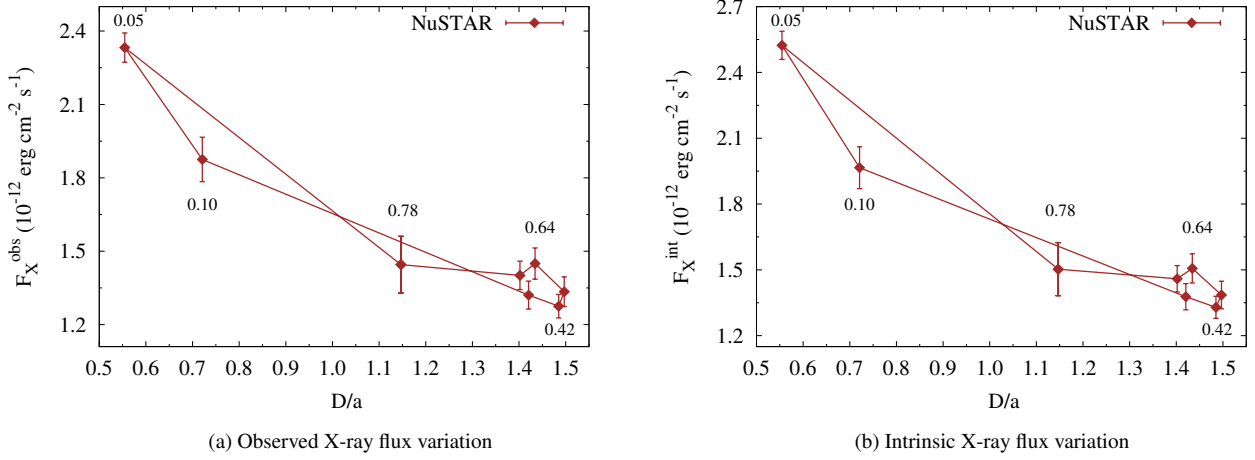 0.05
NuSTAR
2.4
2.1
1.8
1.5
1.2
F_X^obs (10^-12 erg cm^-2 s^-1)
0.10
0.78
0.64
0.42
0.5 0.6 0.7 0.8 0.9 1.0 1.1 1.2 1.3 1.4 1.5
D/a
(a) Observed X-ray flux variation
0.05
NuSTAR
2.7
2.4
2.1
1.8
1.5
1.2
F_X^int (10^-12 erg cm^-2 s^-1)
0.10
0.78
0.64
0.42
0.5 0.6 0.7 0.8 0.9 1.0 1.1 1.2 1.3 1.4 1.5
D/a
(b) Intrinsic X-ray flux variation